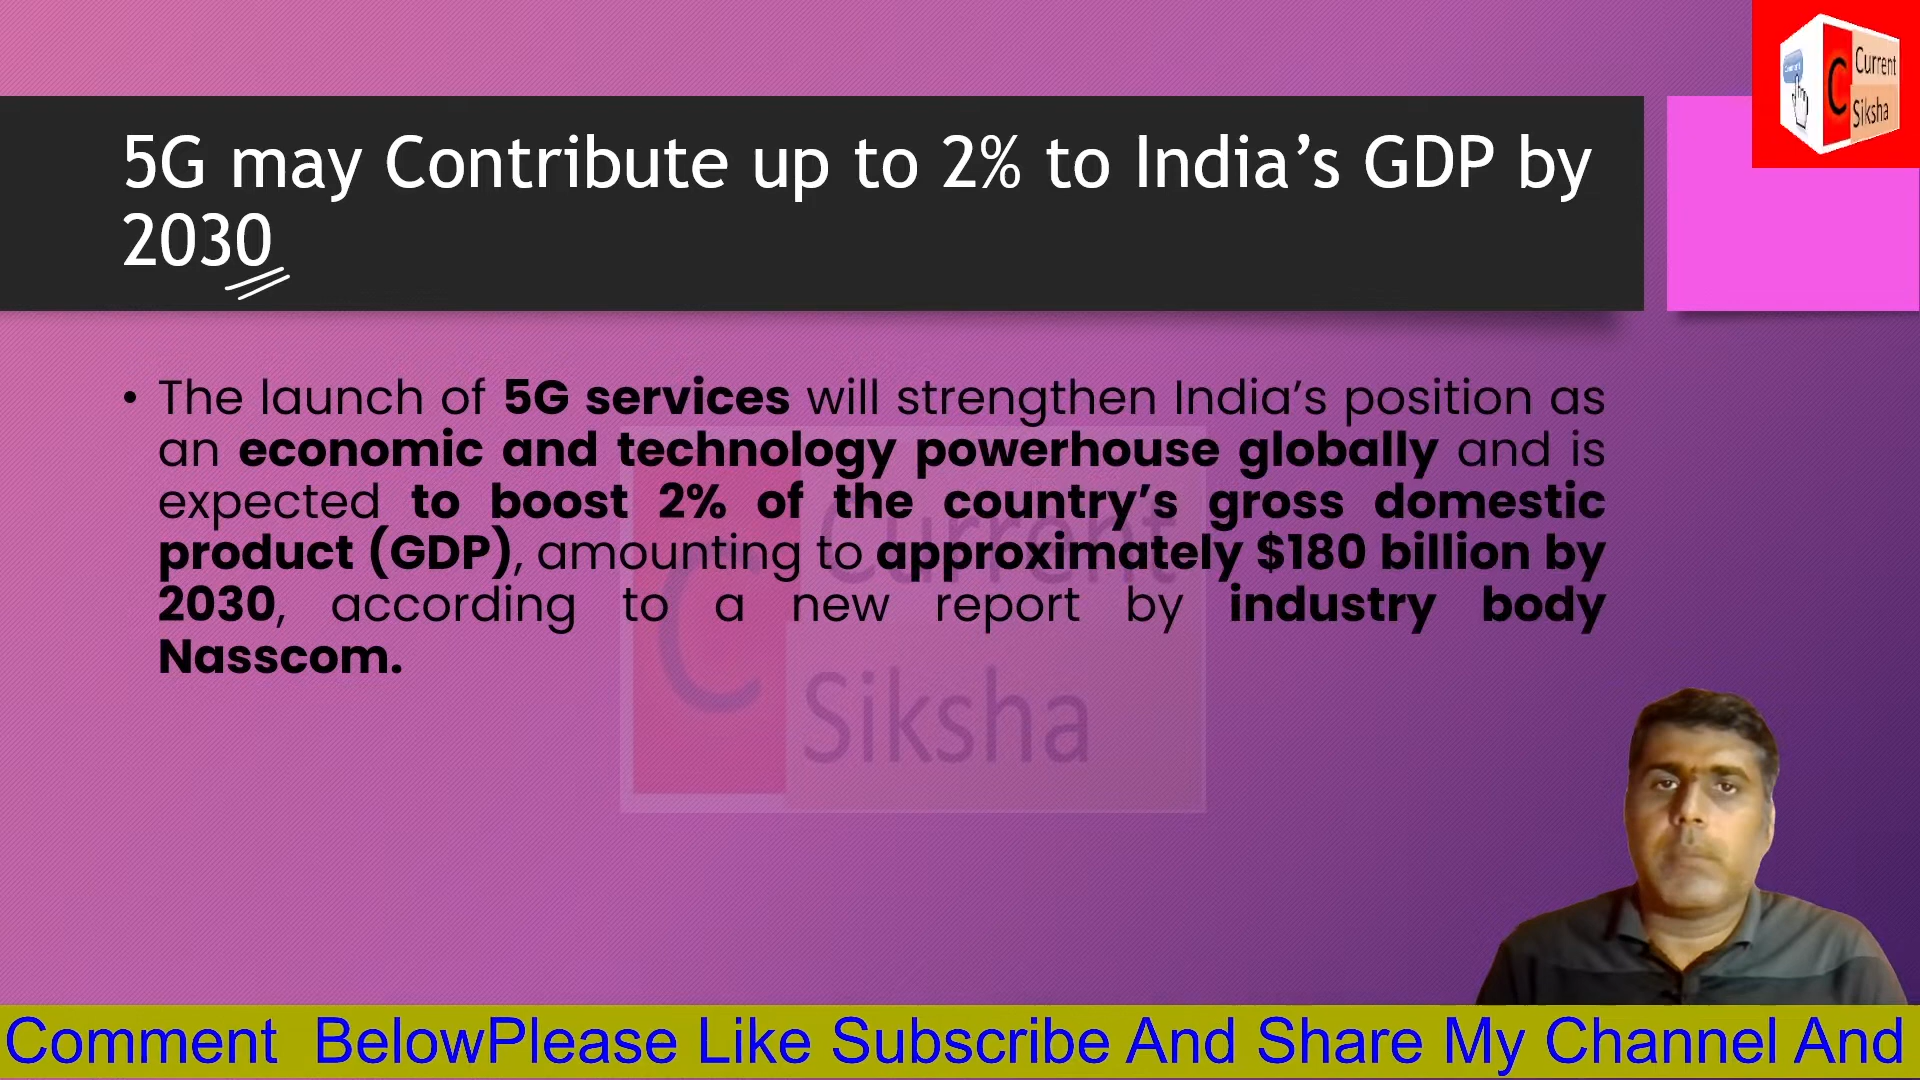 Current
Siksha
C
5G may Contribute up to 2% to India’s GDP by
2030
• The launch of 5G services will strengthen India’s position as
an economic and technology powerhouse globally and is
expected to boost 2% of the country’s gross domestic
product (GDP), amounting to approximately $180 billion by
2030, according to a new report by industry body
Nasscom.
Current
C
Siksha
Comment BelowPlease Like Subscribe And Share My Channel And